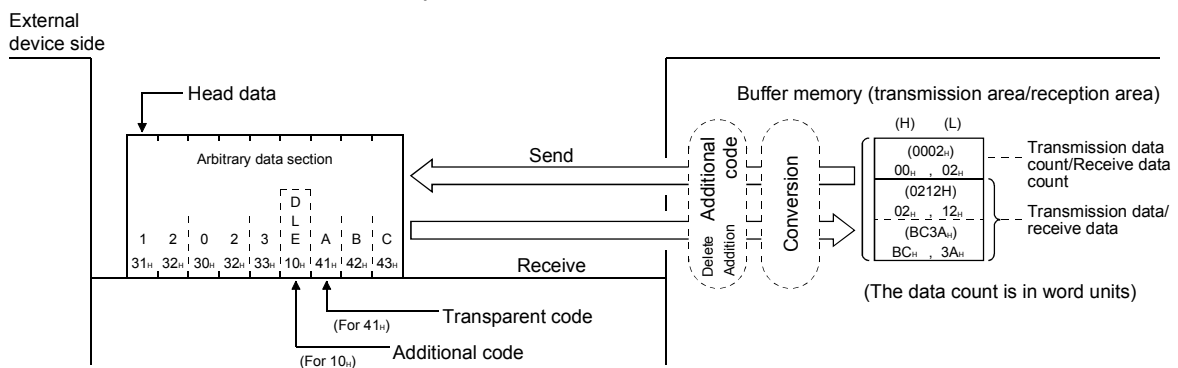 External
device side
Head data
Arbitrary data section
D
L
1 2 0 2 3 E A B C
31H 32H 30H 32H 33H 10H 41H 42H 43H
(For 41H)
Transparent code
(For 10H)
Additional code
Send
Receive
Additional code
Delete Addition
Conversion
Buffer memory (transmission area/reception area)
(H) (L)
(0002H)
00H , 02H
Transmission data
count/Receive data
count
(0212H)
02H , 12H
(BC3AH)
BCH , 3AH
Transmission data/
receive data
(The data count is in word units)